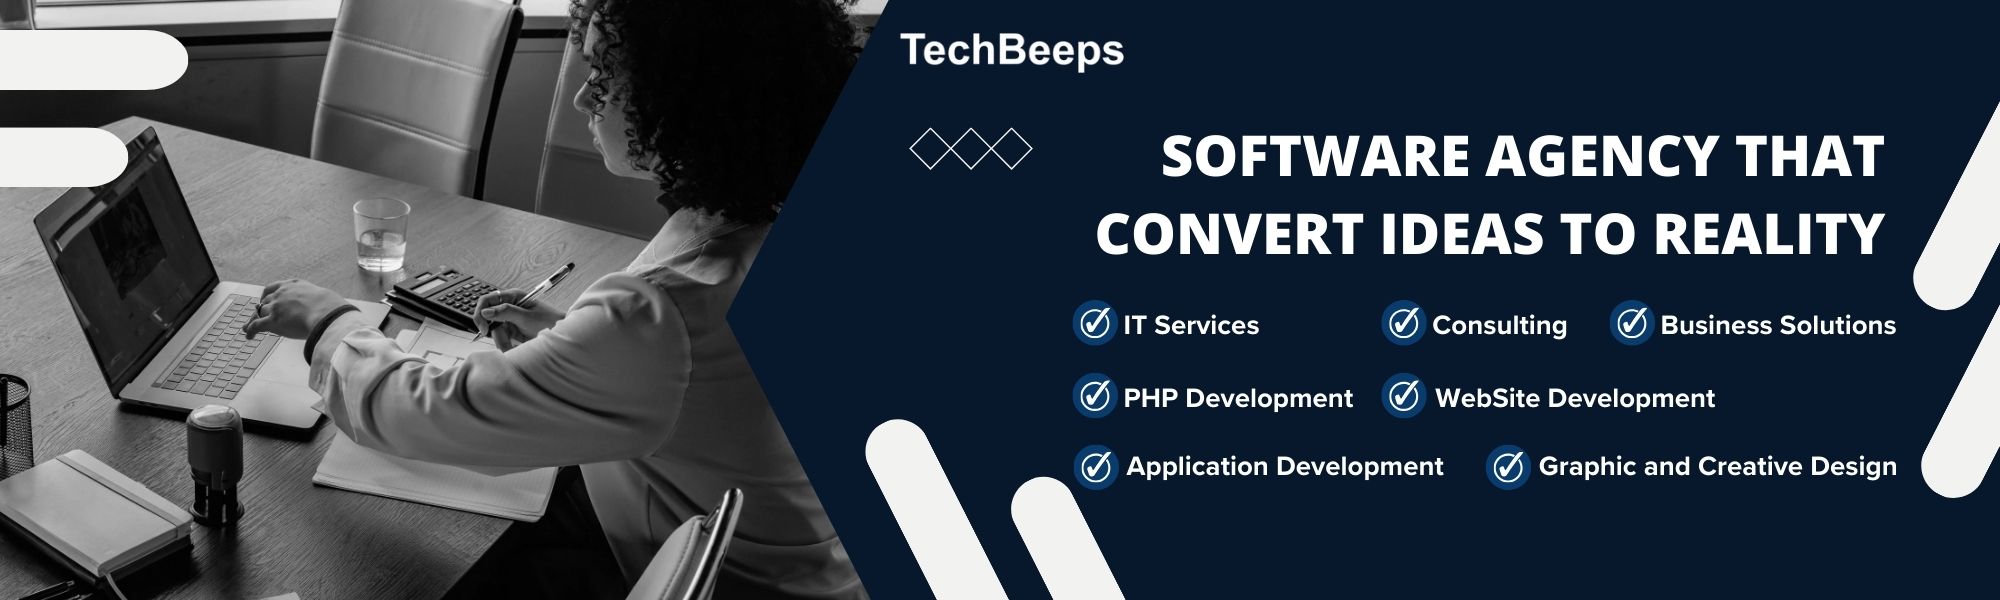 TechBeeps
SOFTWARE AGENCY THAT
CONVERT IDEAS TO REALITY
IT Services
Consulting
Business Solutions
PHP Development
WebSite Development
Application Development
Graphic and Creative Design